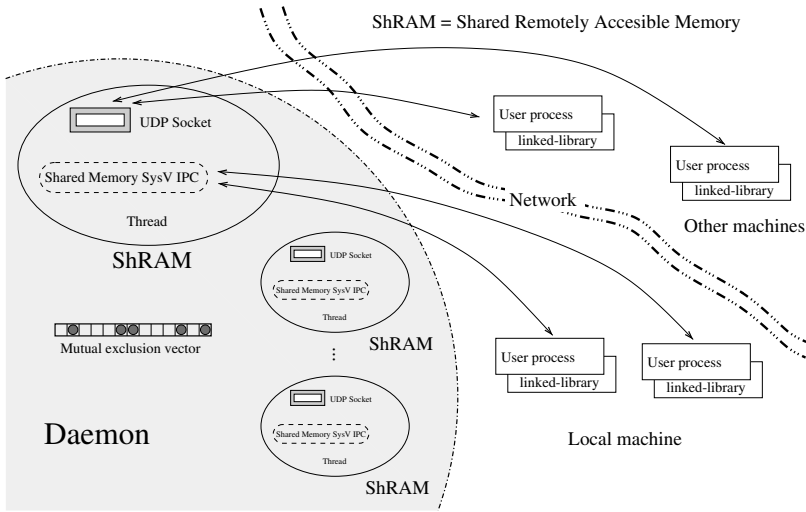 ShRAM = Shared Remotely Accesible Memory
UDP Socket
Shared Memory SysV IPC
Thread
ShRAM
User process
linked-library
User process
linked-library
Other machines
Network
UDP Socket
Shared Memory SysV IPC
Thread
ShRAM
Mutual exclusion vector
...
UDP Socket
Shared Memory SysV IPC
Thread
ShRAM
Daemon
User process
linked-library
User process
linked-library
Local machine